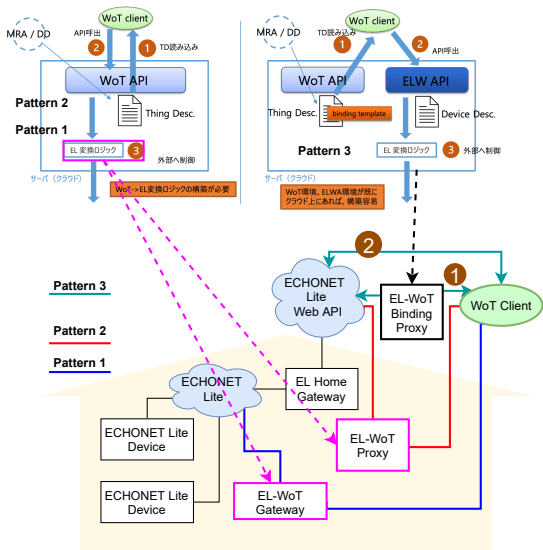 WoT client
MRA / DD
API呼出
2
1
TD読み込み
WoT API
Pattern 2
Thing Desc.
Pattern 1
EL 変換ロジック
3
外部へ制御
サーバ（クラウド）
WoT->EL変換ロジックの構築が必要
WoT client
MRA / DD
TD読み込み
1
2
API呼出
WoT API
ELW API
binding template
Thing Desc.
Device Desc.
Pattern 3
EL 変換ロジック
3
外部へ制御
サーバ（クラウド）
WoT環境、ELWA環境が既に
クラウド上にあれば、構築容易
2
1
Pattern 3
Pattern 2
Pattern 1
ECHONET
Lite
Web API
EL-WoT
Binding
Proxy
WoT Client
ECHONET
Lite
EL Home
Gateway
ECHONET Lite
Device
EL-WoT
Proxy
ECHONET Lite
Device
EL-WoT
Gateway